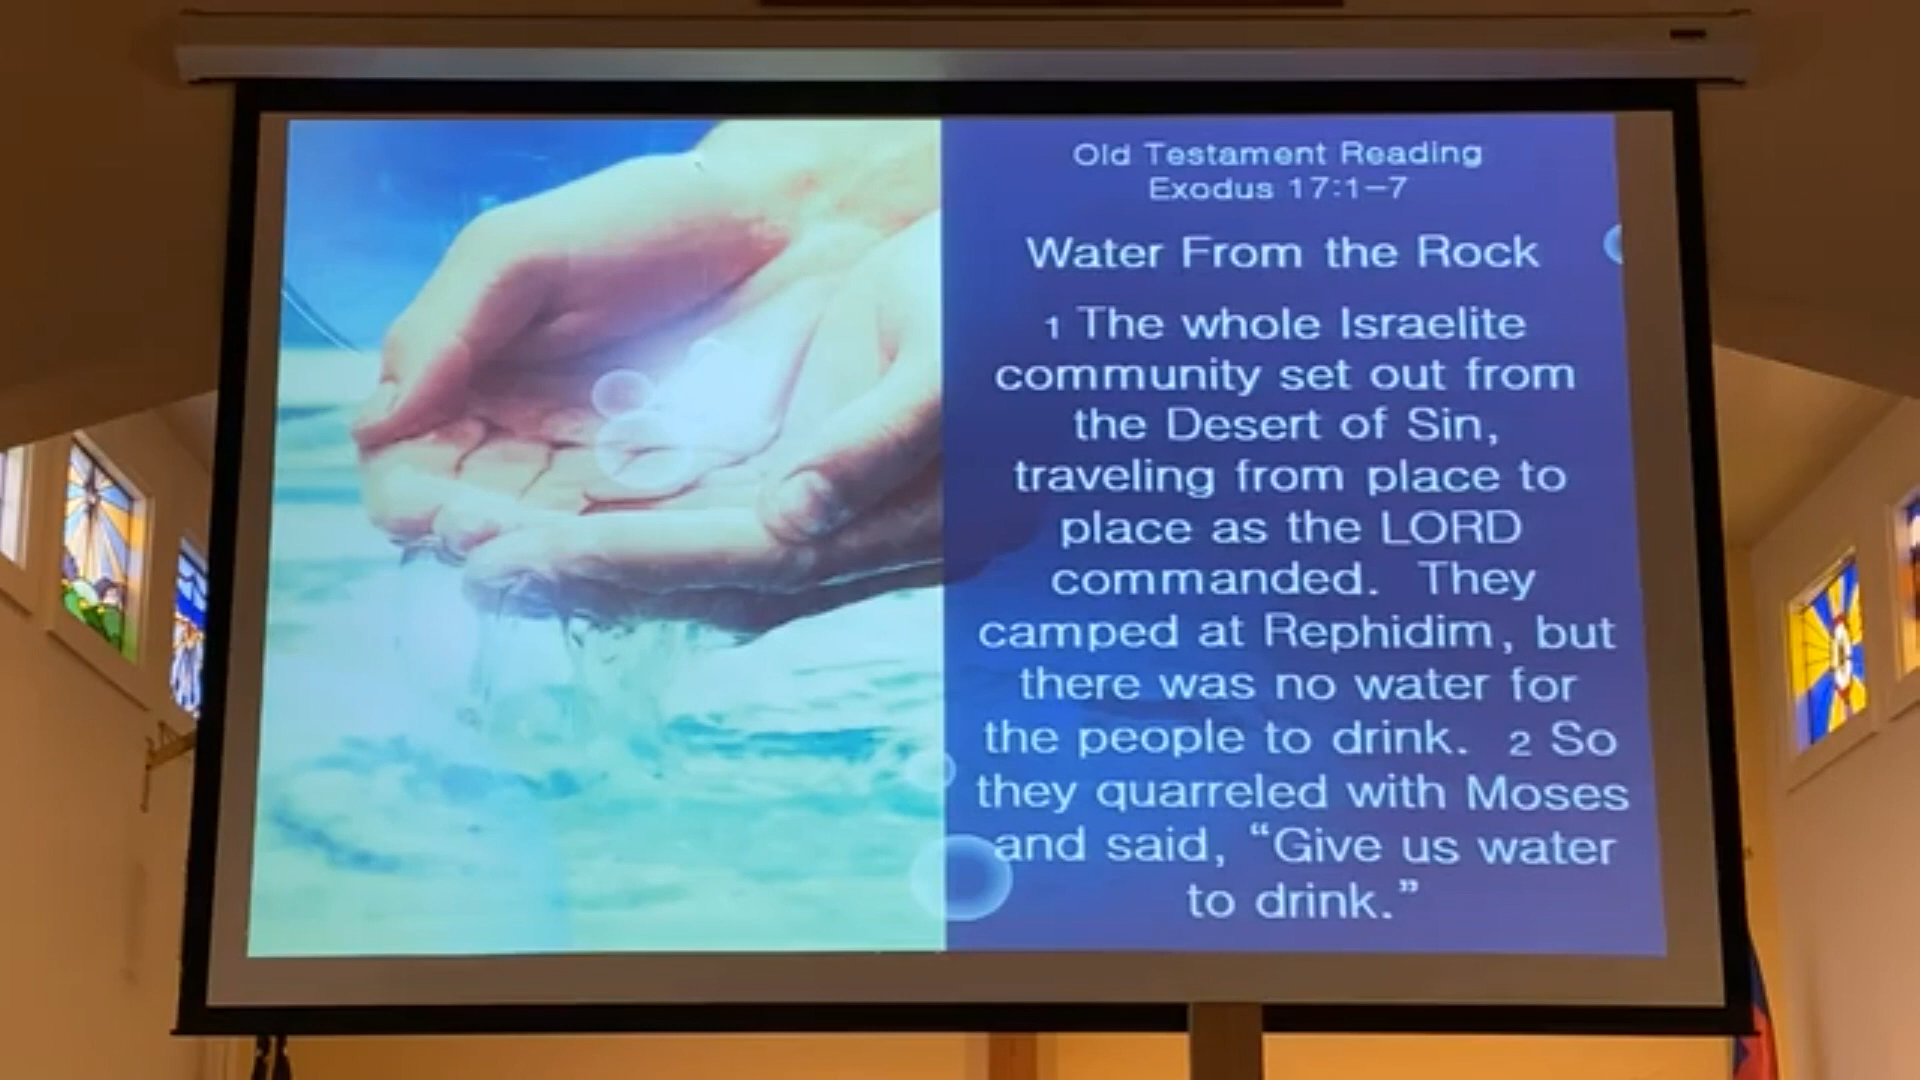 Old Testament Reading
Exodus 17:1–7
Water From the Rock
1 The whole Israelite
community set out from
the Desert of Sin,
traveling from place to
place as the LORD
commanded. They
camped at Rephidim, but
there was no water for
the people to drink. 2 So
they quarreled with Moses
and said, “Give us water
to drink.”